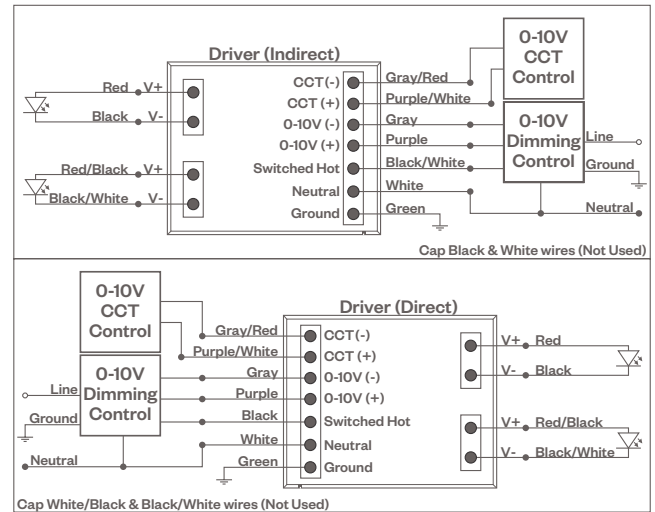 Driver (Indirect)
0-10V
CCT
Control
Red V+
Black V-
Red/Black V+
Black/White V-
CCT(-) Gray/Red
CCT (+) Purple/White
0-10V (-) Gray
0-10V (+) Purple
Switched Hot Black/White
Neutral White
Ground Green
0-10V
Dimming
Control
Line
Ground
Neutral
Cap Black & White wires (Not Used)
0-10V
CCT
Control
Driver (Direct)
Gray/Red CCT(-)
Purple/White CCT (+)
Gray 0-10V (-)
Purple 0-10V (+)
Black Switched Hot
White Neutral
Green Ground
0-10V
Dimming
Control
Line
Ground
Neutral
V+ Red
V- Black
V+ Red/Black
V- Black/White
Cap White/Black & Black/White wires (Not Used)